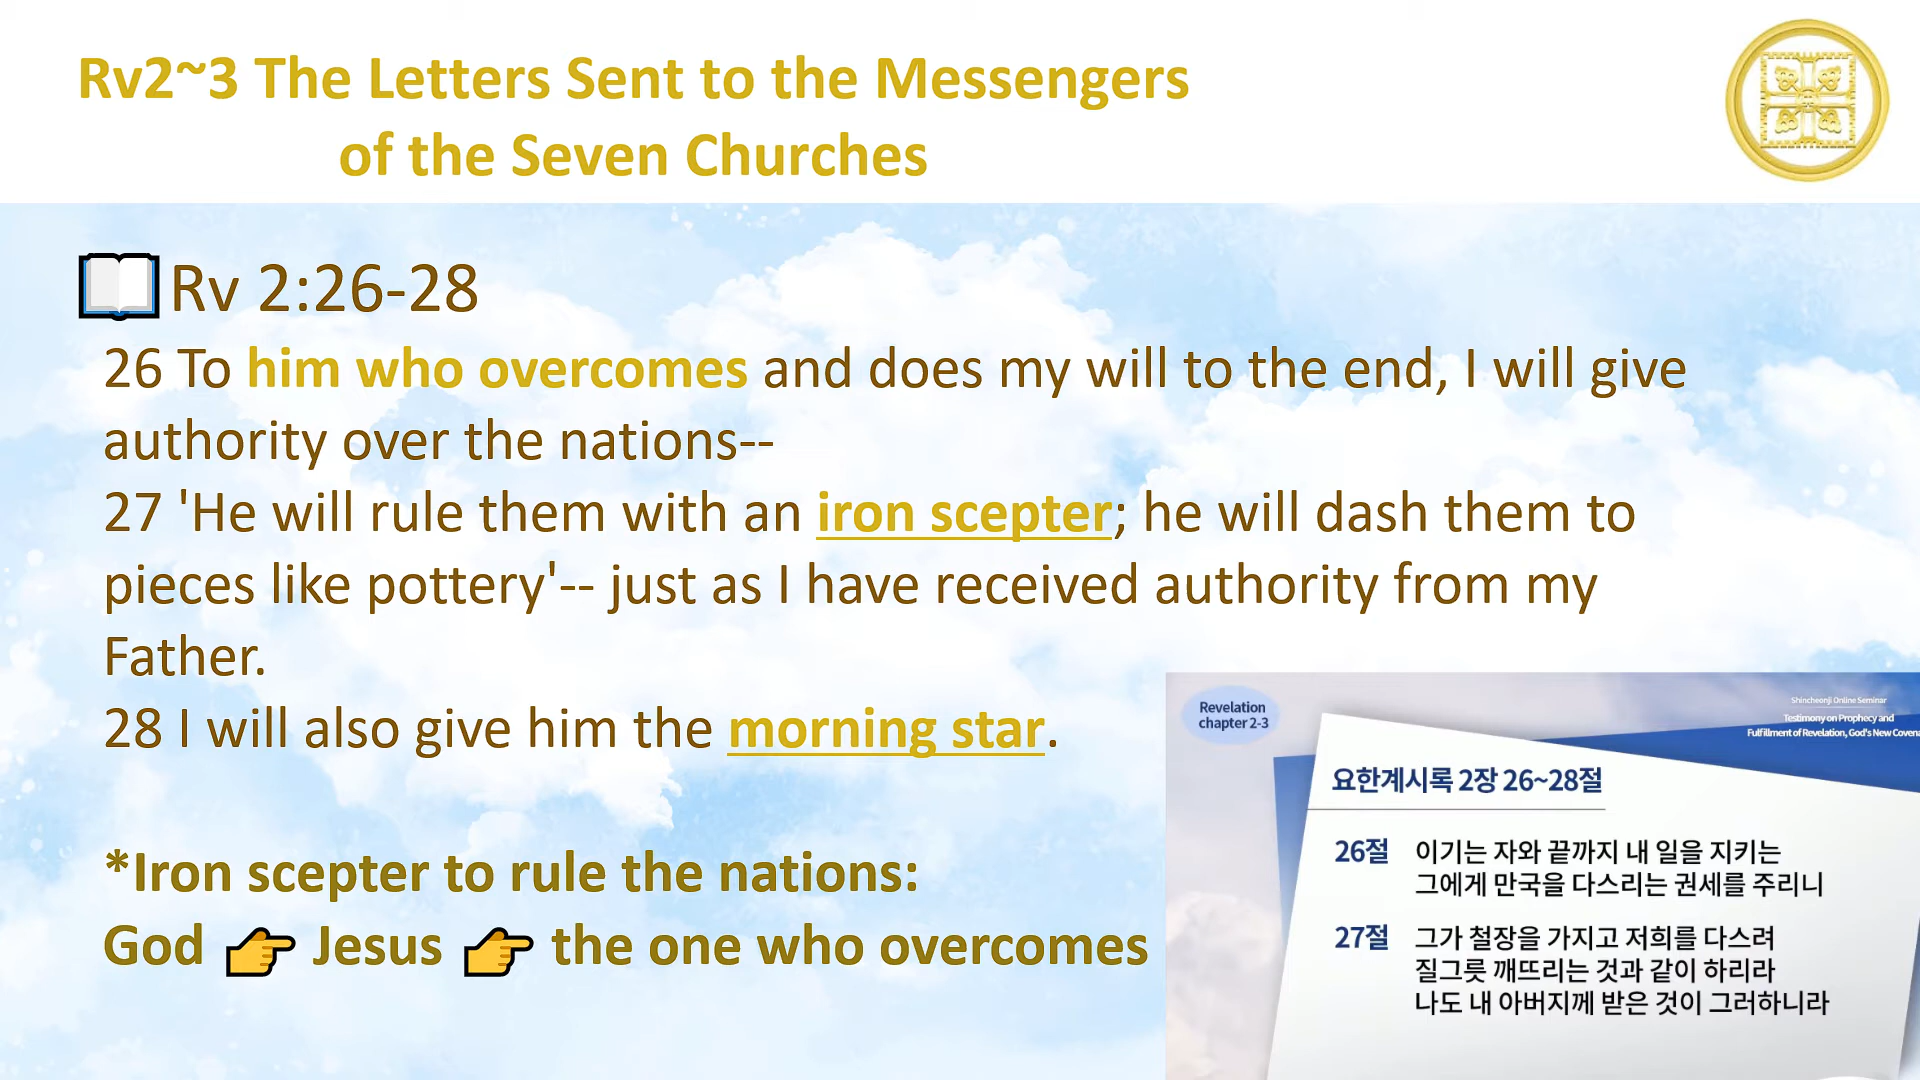 Rv2~3 The Letters Sent to the Messengers
of the Seven Churches
Rv 2:26-28
26 To him who overcomes and does my will to the end, I will give
authority over the nations--
27 'He will rule them with an iron scepter; he will dash them to
pieces like pottery'-- just as I have received authority from my
Father.
28 I will also give him the morning star.
*Iron scepter to rule the nations:
God 👉 Jesus 👉 the one who overcomes
Revelation
chapter 2-3
Shincheonji Online Seminar
Testimony on Prophecy and
Fulfillment of Revelation, God's New Covena
요한계시록 2장 26~28절
26절 이기는 자와 끝까지 내 일을 지키는
그에게 만국을 다스리는 권세를 주리니
27절 그가 철장을 가지고 저희를 다스려
질그릇 깨뜨리는 것과 같이 하리라
나도 내 아버지께 받은 것이 그러하니라